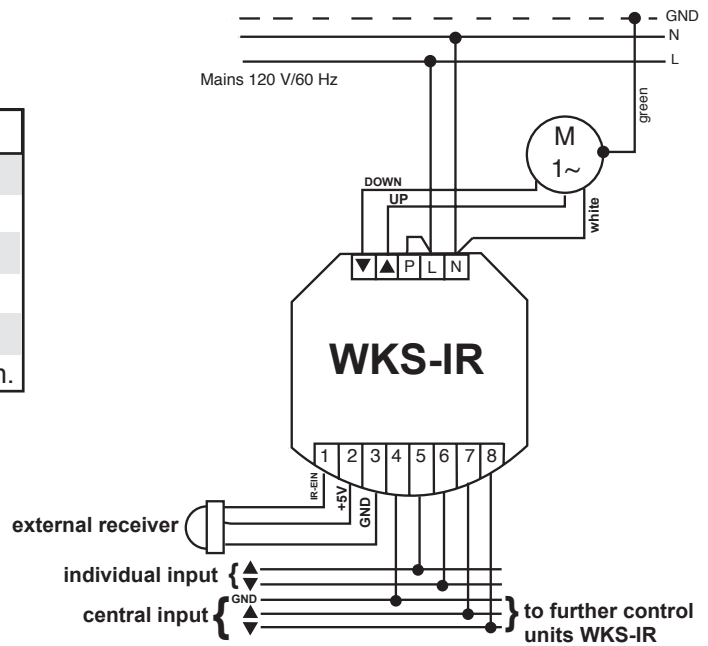 GND
N
L
Mains 120 V/60 Hz
green
M
1~
DOWN
UP
white
▼ ▲ P L N
WKS-IR
1 2 3 4 5 6 7 8
IR-EIN
+5V
GND
external receiver
individual input { ▲
▼
central input { GND
▲
▼
} to further control
units WKS-IR